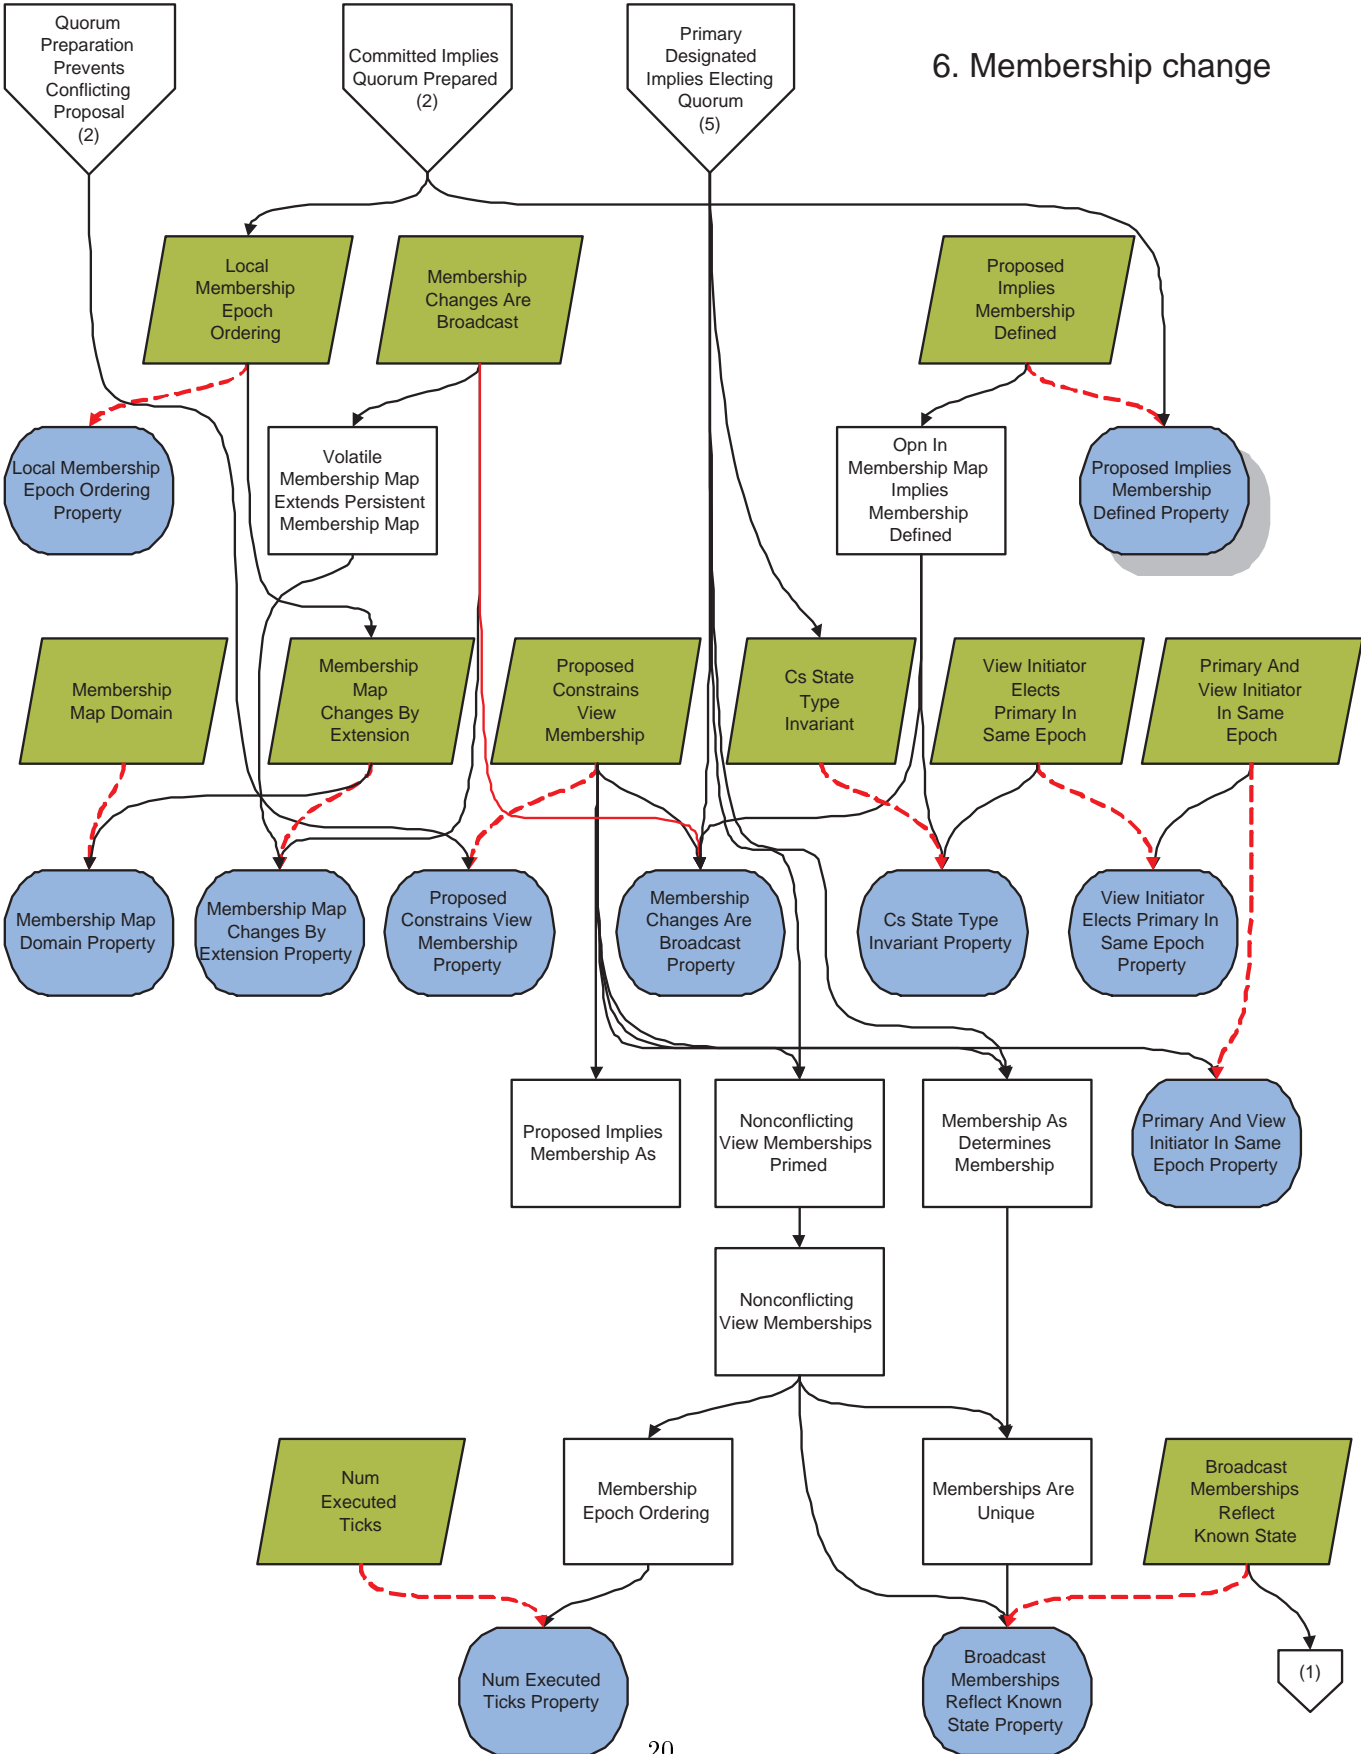 Quorum
Preparation
Prevents
Conflicting
Proposal
(2)
Committed Implies
Quorum Prepared
(2)
Primary
Designated
Implies Electing
Quorum
(5)
6. Membership change
Local
Membership
Epoch
Ordering
Membership
Changes Are
Broadcast
Proposed
Implies
Membership
Defined
Local Membership
Epoch Ordering
Property
Volatile
Membership Map
Extends Persistent
Membership Map
Opn In
Membership Map
Implies
Membership
Defined
Proposed Implies
Membership
Defined Property
Membership
Map Domain
Membership
Map
Changes By
Extension
Proposed
Constrains
View
Membership
Cs State
Type
Invariant
View Initiator
Elects
Primary In
Same Epoch
Primary And
View Initiator
In Same
Epoch
Membership Map
Domain Property
Membership Map
Changes By
Extension Property
Proposed
Constrains View
Membership
Property
Membership
Changes Are
Broadcast
Property
Cs State Type
Invariant Property
View Initiator
Elects Primary In
Same Epoch
Property
Proposed Implies
Membership As
Nonconflicting
View Memberships
Primed
Membership As
Determines
Membership
Primary And View
Initiator In Same
Epoch Property
Nonconflicting
View Memberships
Num
Executed
Ticks
Membership
Epoch Ordering
Memberships Are
Unique
Broadcast
Memberships
Reflect
Known State
Num Executed
Ticks Property
Broadcast
Memberships
Reflect Known
State Property
(1)
20